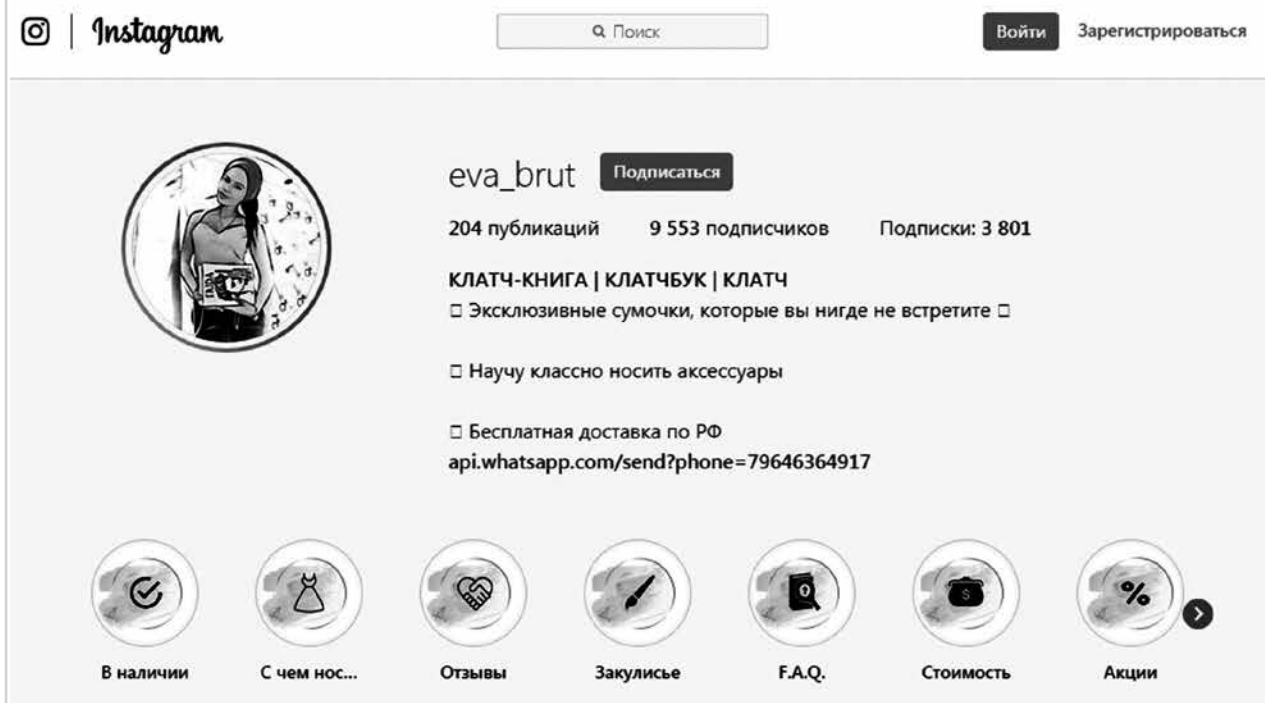 Instagram
Поиск
Войти
Зарегистрироваться
eva_brut
Подписаться
204 публикаций 9 553 подписчиков Подписки: 3 801
КЛАТЧ-КНИГА | КЛАТЧБУК | КЛАТЧ
□ Эксклюзивные сумочки, которые вы нигде не встретите □
□ Научу классно носить аксессуары
□ Бесплатная доставка по РФ
api.whatsapp.com/send?phone=79646364917
В наличии С чем нос... Отзывы Закулисье F.A.Q. Стоимость Акции